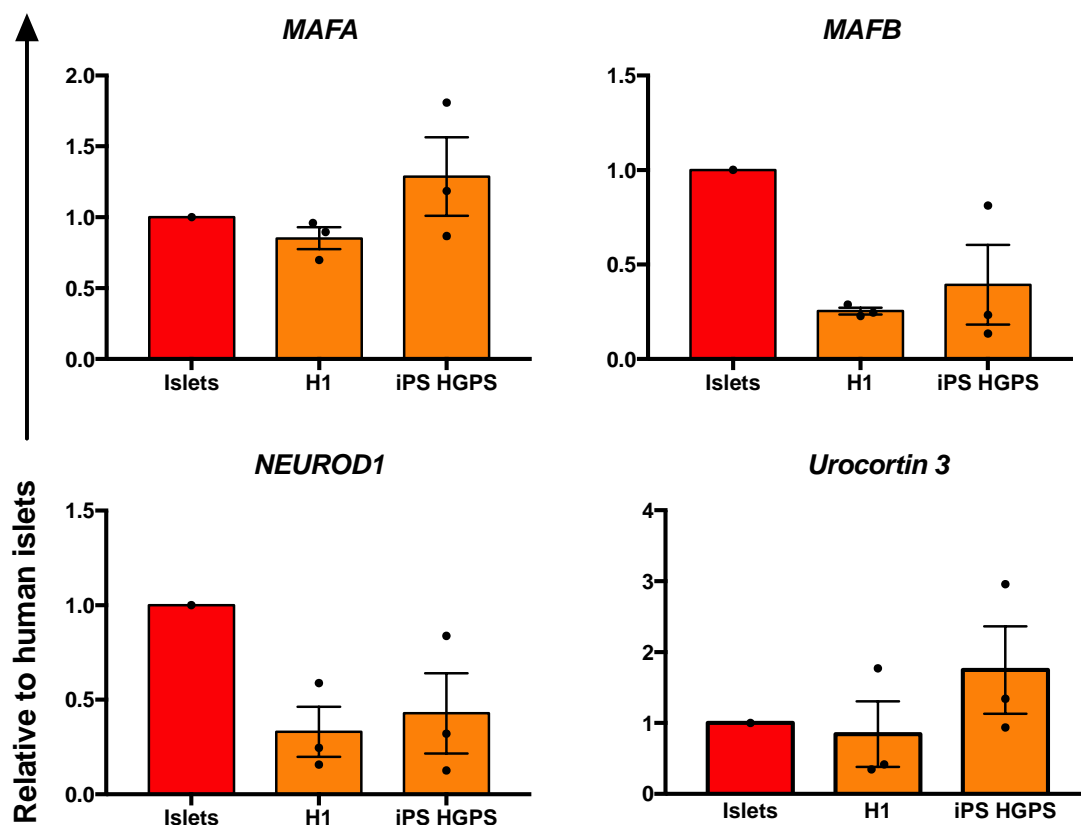 Relative to human islets
MAFA
2.0
1.5
1.0
0.5
0.0
Islets H1 iPS HGPS
MAFB
1.5
1.0
0.5
0.0
Islets H1 iPS HGPS
NEUROD1
1.5
1.0
0.5
0.0
Islets H1 iPS HGPS
Urocortin 3
4
3
2
1
0
Islets H1 iPS HGPS